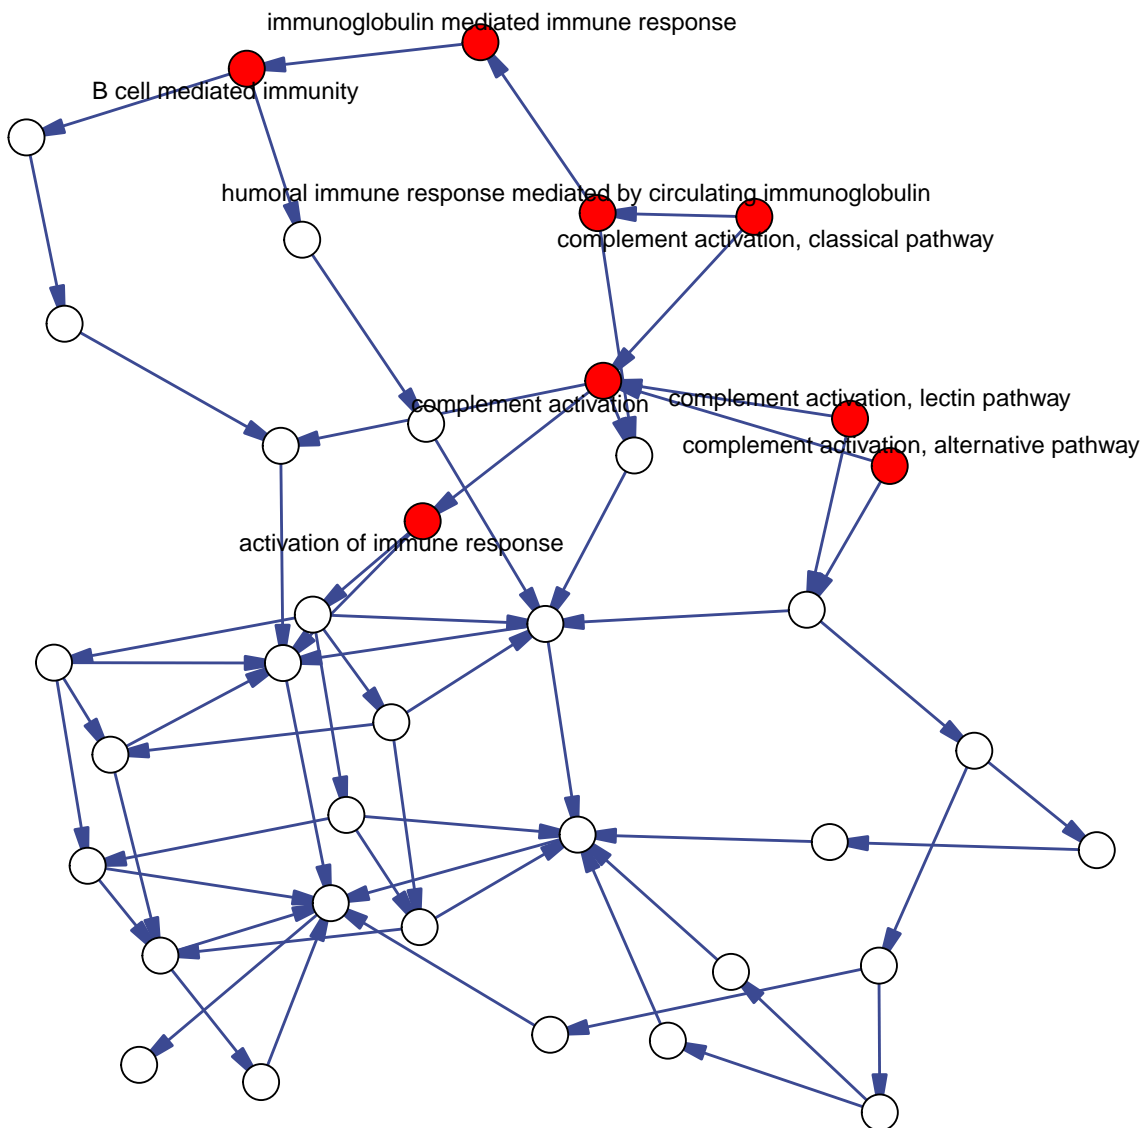 immunoglobulin mediated immune response
B cell mediated immunity
humoral immune response mediated by circulating immunoglobulin
complement activation, classical pathway
complement activation
complement activation, lectin pathway
complement activation, alternative pathway
activation of immune response